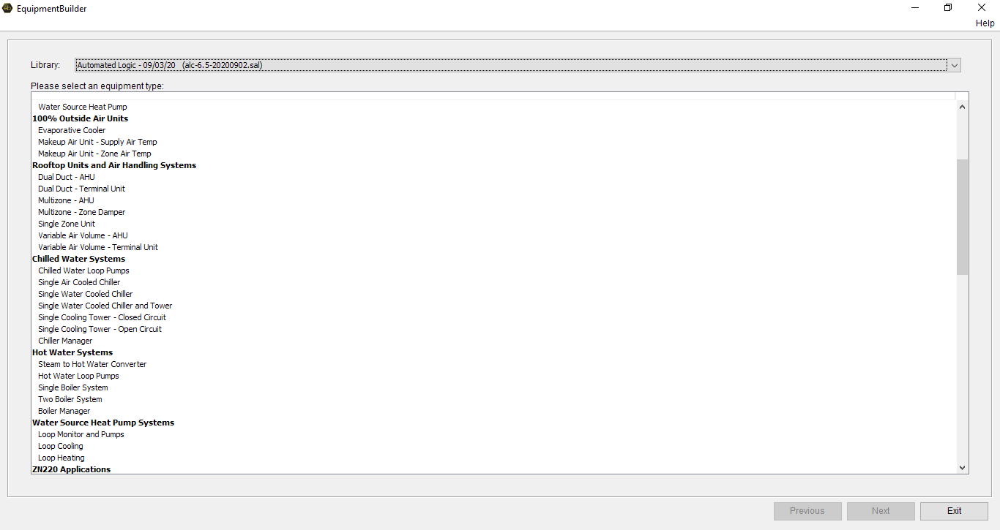 EquipmentBuilder
Help
Library: Automated Logic - 09/03/20 (alc-6.5-20200902.sal)
Please select an equipment type:
Water Source Heat Pump
100% Outside Air Units
Evaporative Cooler
Makeup Air Unit - Supply Air Temp
Makeup Air Unit - Zone Air Temp
Rooftop Units and Air Handling Systems
Dual Duct - AHU
Dual Duct - Terminal Unit
Multizone - AHU
Multizone - Zone Damper
Single Zone Unit
Variable Air Volume - AHU
Variable Air Volume - Terminal Unit
Chilled Water Systems
Chilled Water Loop Pumps
Single Air Cooled Chiller
Single Water Cooled Chiller
Single Water Cooled Chiller and Tower
Single Cooling Tower - Closed Circuit
Single Cooling Tower - Open Circuit
Chiller Manager
Hot Water Systems
Steam to Hot Water Converter
Hot Water Loop Pumps
Single Boiler System
Two Boiler System
Boiler Manager
Water Source Heat Pump Systems
Loop Monitor and Pumps
Loop Cooling
Loop Heating
ZN220 Applications
Previous Next Exit